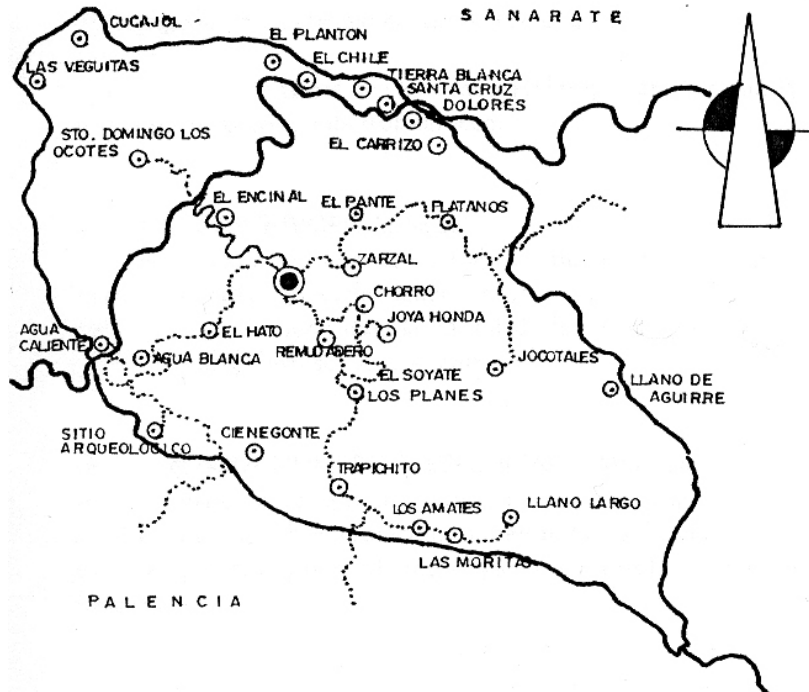 SANARATE
CUCAJOL
EL PLANTON
EL CHILE
LAS VEGUITAS
TIERRA BLANCA
SANTA CRUZ
DOLORES
STO. DOMINGO LOS
OCOTES
EL CARRIZO
EL ENCINAL
EL PANTE
PLATANOS
ZARZAL
CHORRO
JOYA HONDA
AGUA
CALIENTE
EL HATO
AGUA BLANCA
REMUDADERO
JOCOTALES
EL SOYATE
LOS PLANES
LLANO DE
AGUIRRE
SITIO
ARQUEOLOGICO
CIENEGONTE
TRAPICHITO
LOS AMATES
LLANO LARGO
LAS MORITAS
PALENCIA